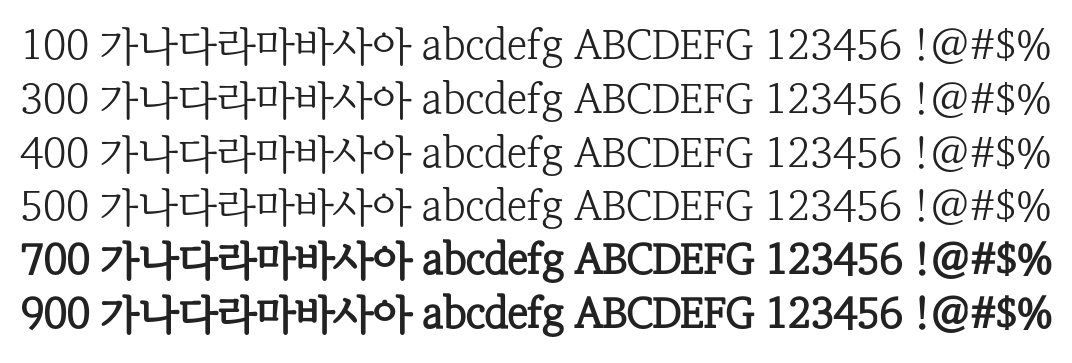 100 가나다라마바사아 abcdefg ABCDEFG 123456 !@#$%
300 가나다라마바사아 abcdefg ABCDEFG 123456 !@#$%
400 가나다라마바사아 abcdefg ABCDEFG 123456 !@#$%
500 가나다라마바사아 abcdefg ABCDEFG 123456 !@#$%
700 가나다라마바사아 abcdefg ABCDEFG 123456 !@#$%
900 가나다라마바사아 abcdefg ABCDEFG 123456 !@#$%